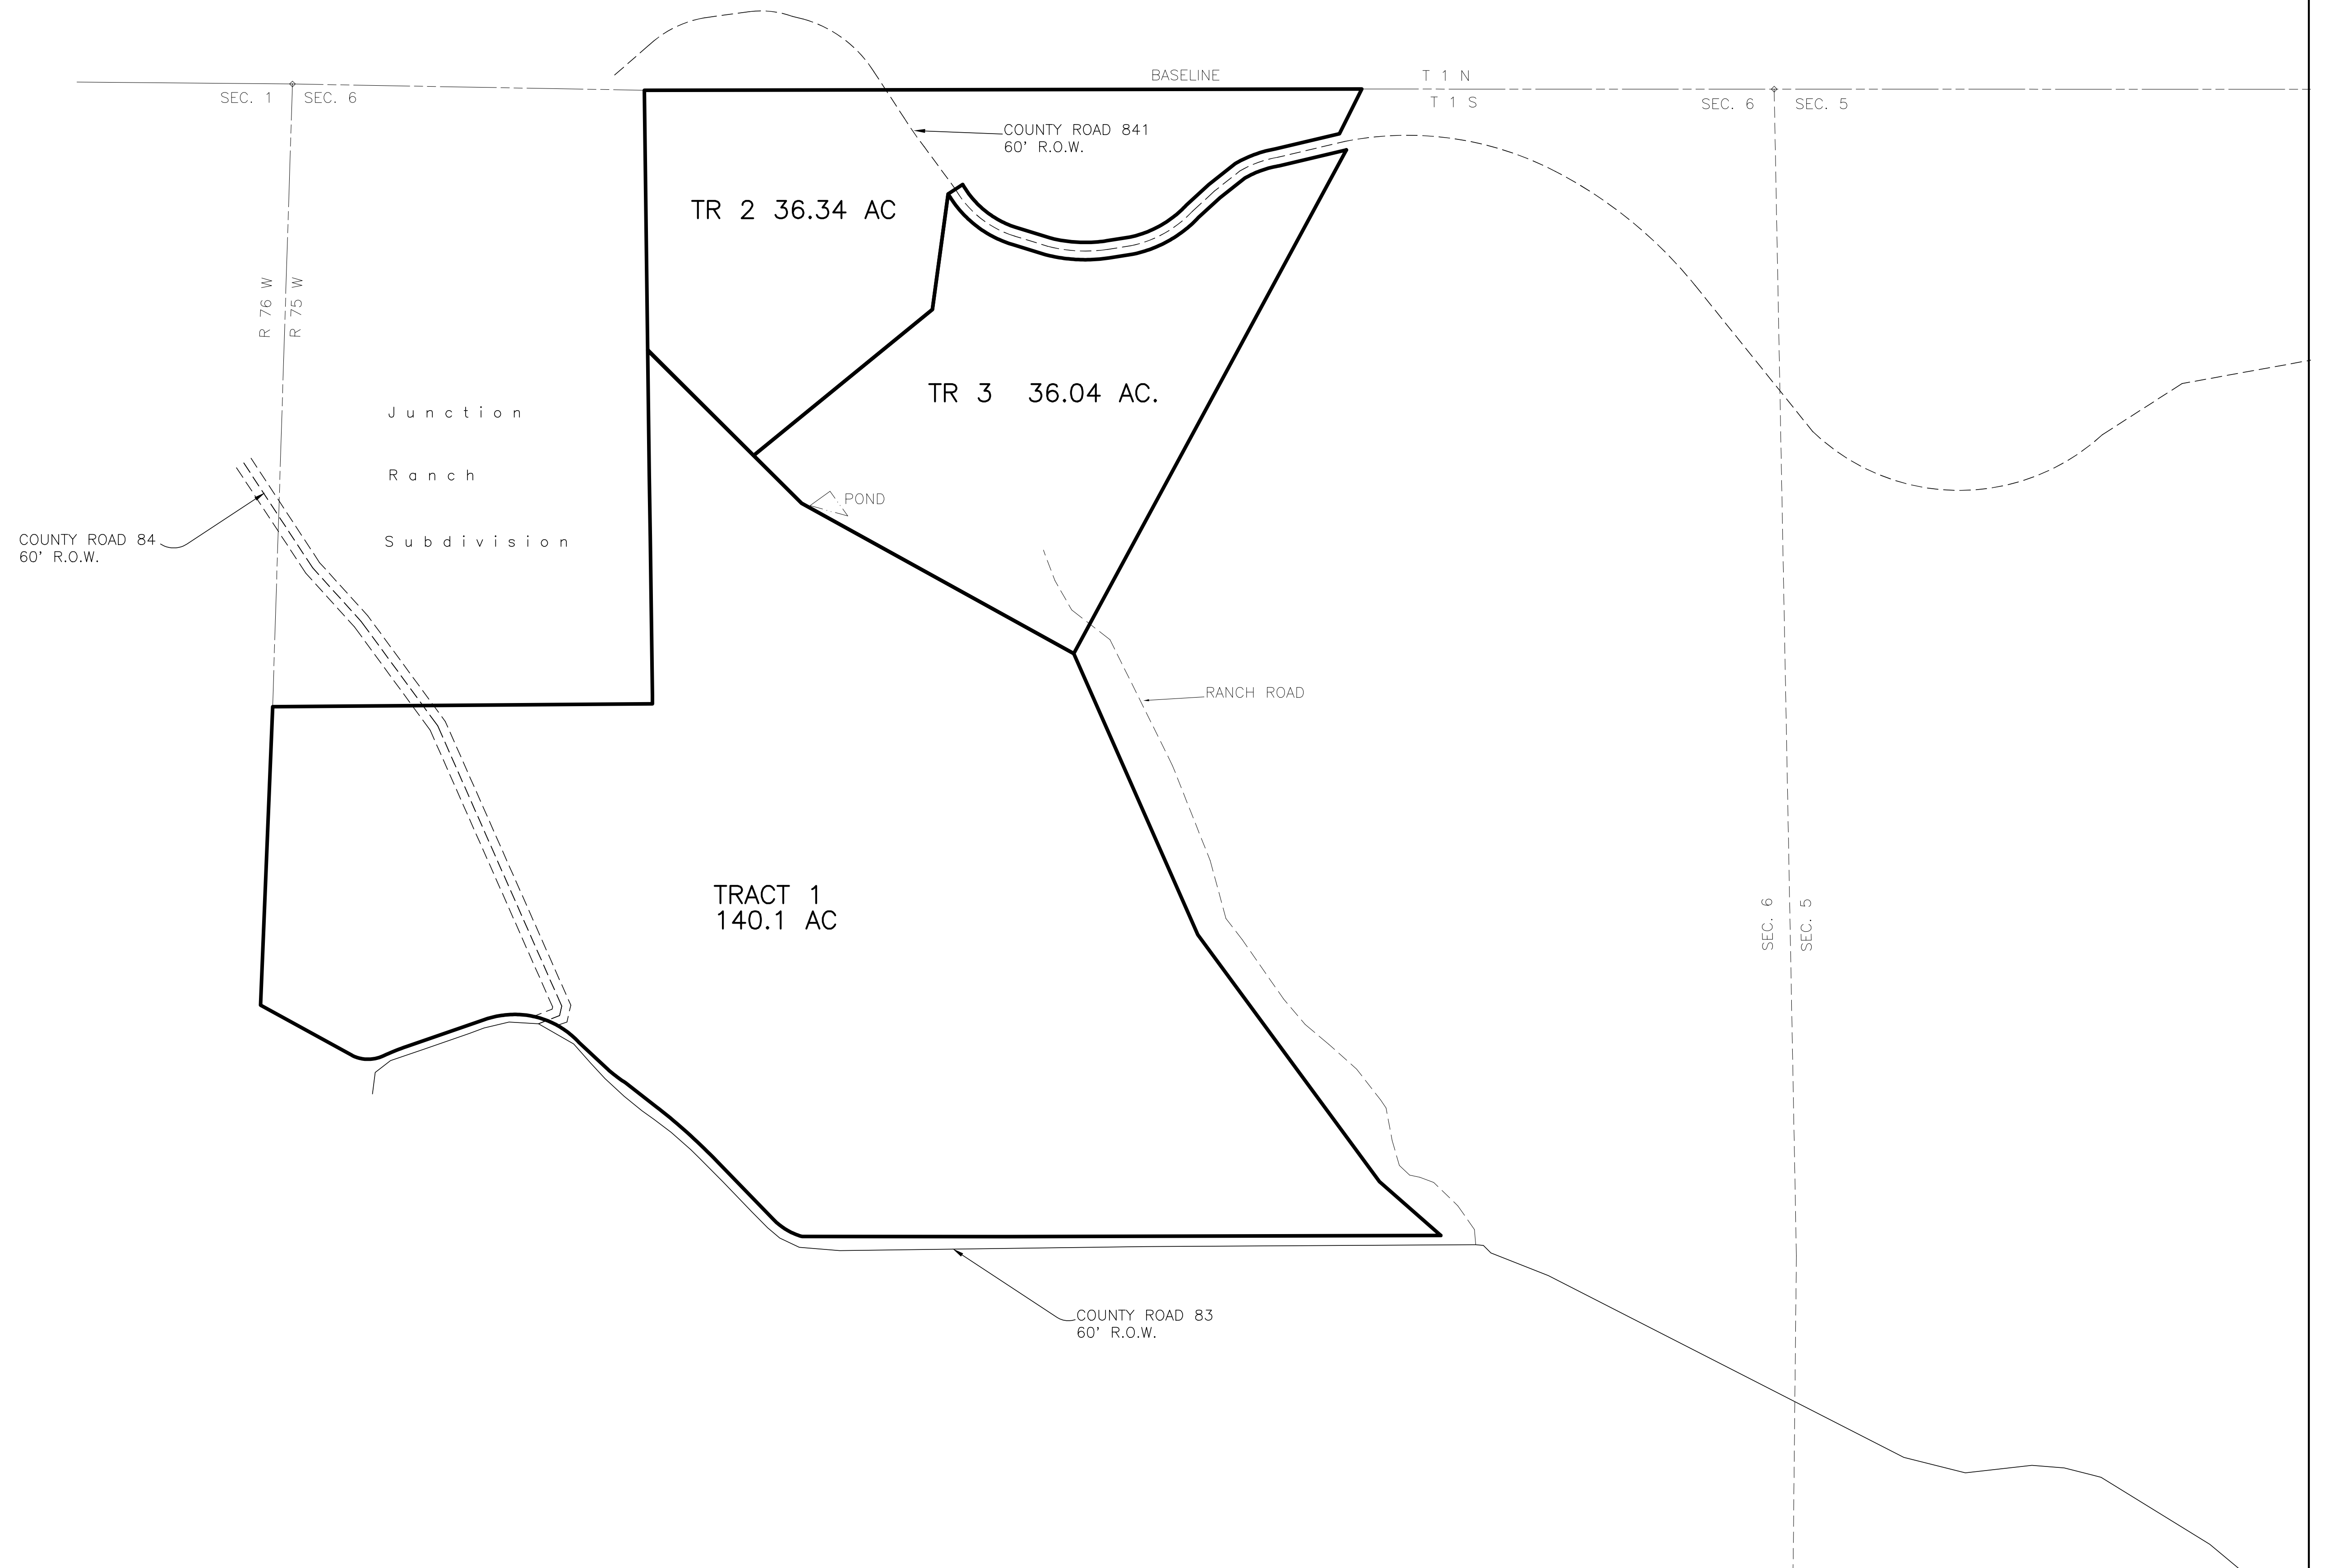 BASELINE
T 1 N
SEC. 1
SEC. 6
T 1 S
SEC. 6
SEC. 5
COUNTY ROAD 841
60' R.O.W.
TR 2 36.34 AC
R 76 W
R 75 W
TR 3 36.04 AC.
Junction
Ranch
Subdivision
POND
COUNTY ROAD 84
60' R.O.W.
RANCH ROAD
TRACT 1
140.1 AC
SEC. 6
SEC. 5
COUNTY ROAD 83
60' R.O.W.